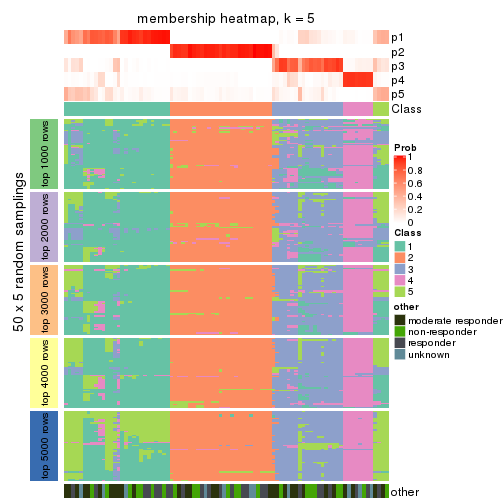 membership heatmap, k = 5
p1
p2
p3
p4
p5
Class
50 x 5 random samplings
top 1000 rows
top 2000 rows
top 3000 rows
top 4000 rows
top 5000 rows
other
Prob
1
0.8
0.6
0.4
0.2
0
Class
1
2
3
4
5
other
moderate responder
non-responder
responder
unknown